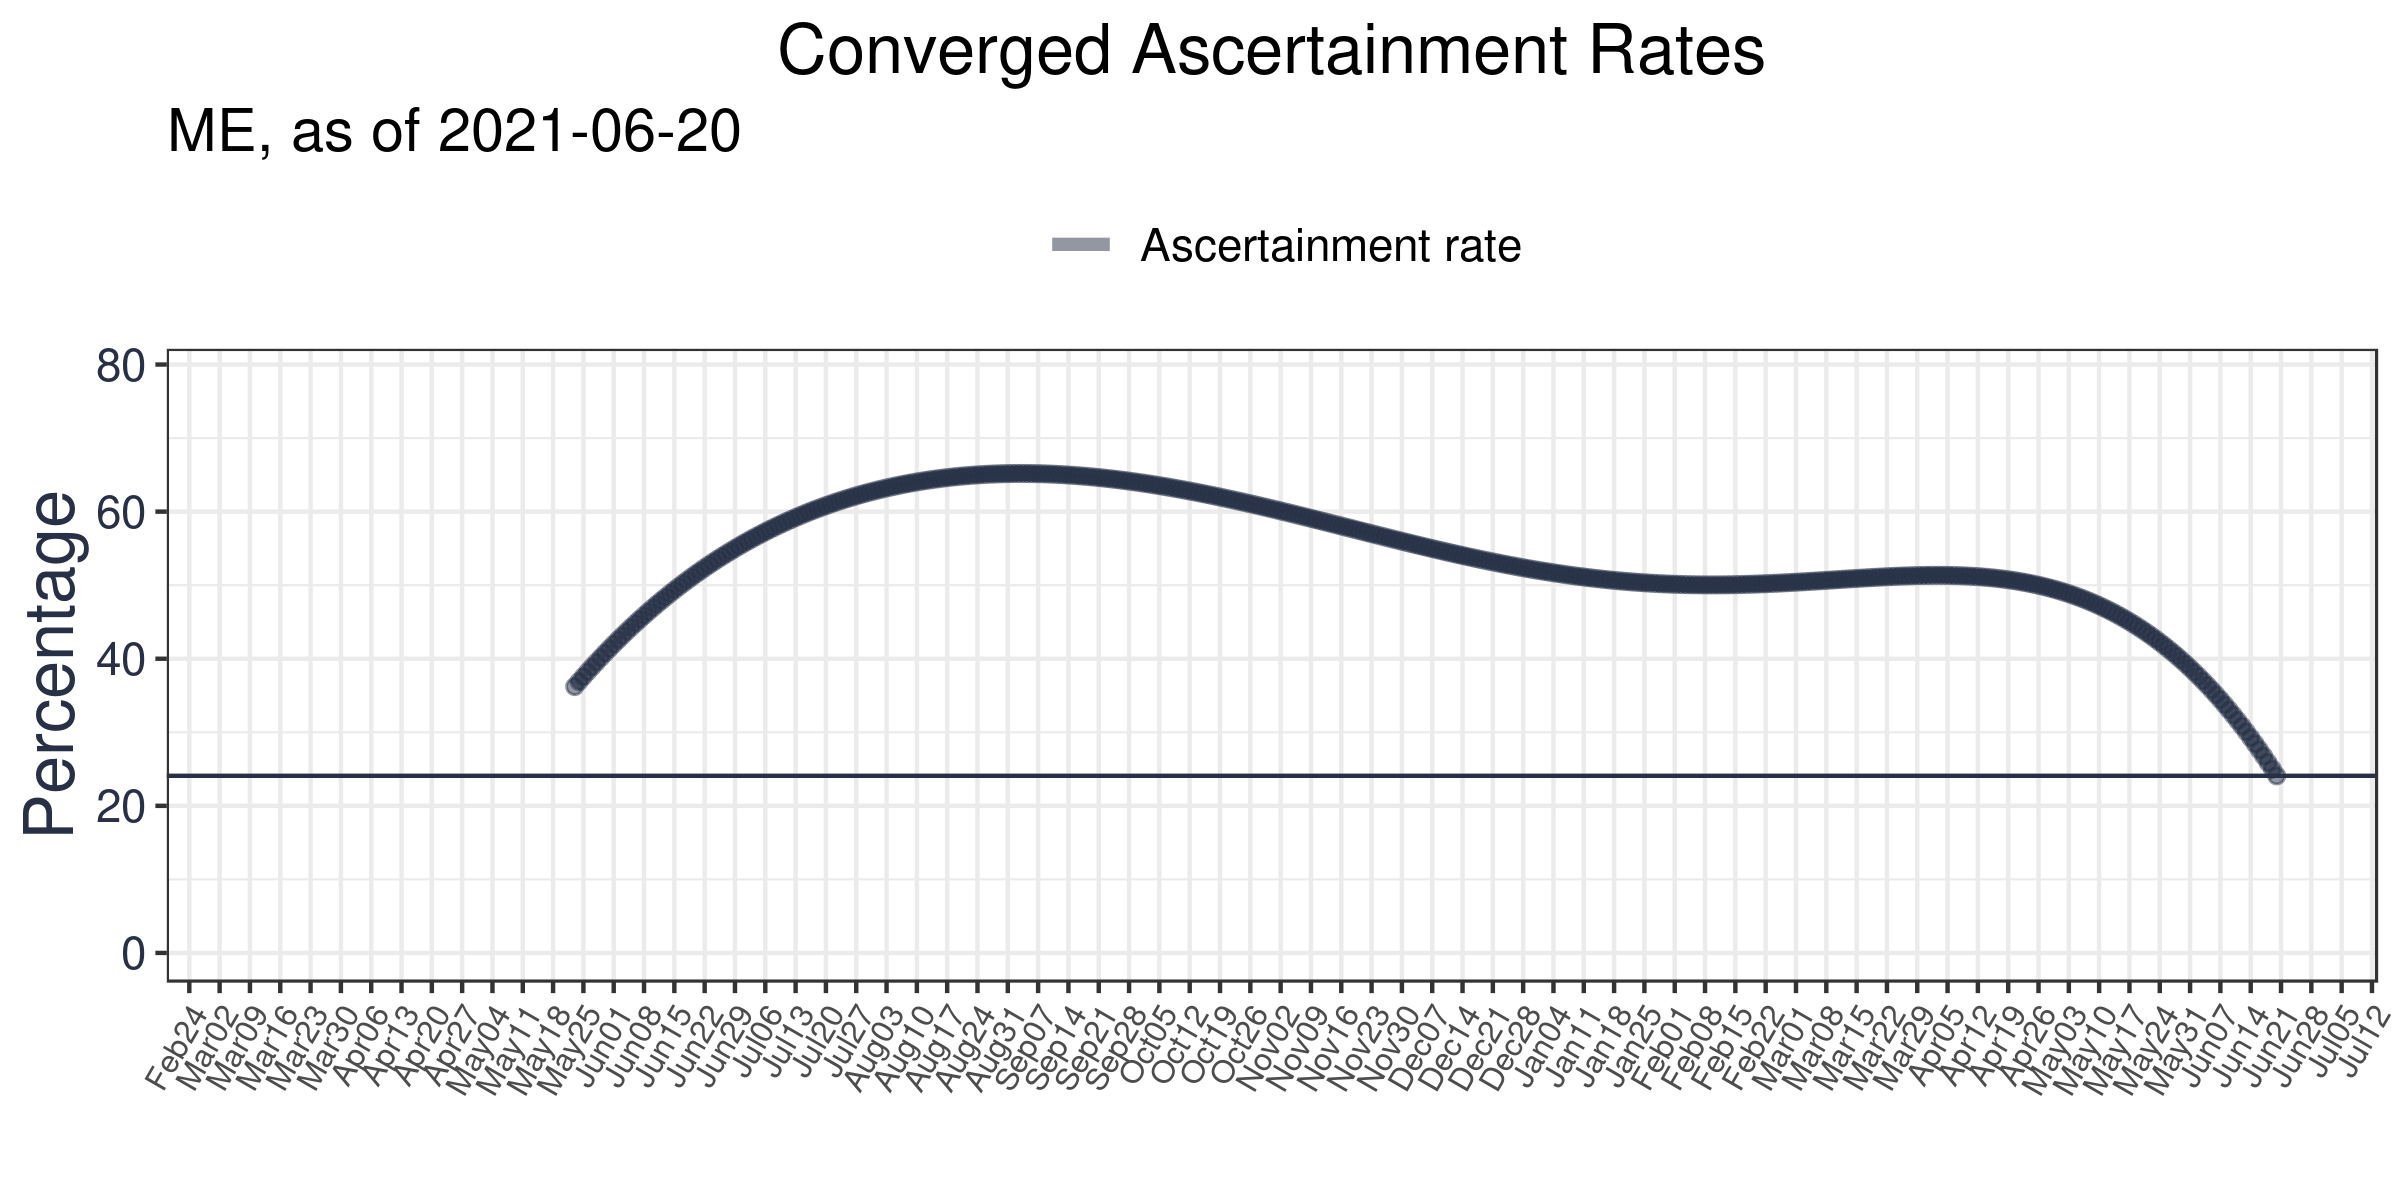 Converged Ascertainment Rates
ME, as of 2021-06-20
Ascertainment rate
Percentage
80
60
40
20
0
Feb24 Mar02 Mar09 Mar16 Mar23 Mar30 Apr06 Apr13 Apr20 Apr27 May04 May11 May18 May25 Jun01 Jun08 Jun15 Jun22 Jun29 Jul06 Jul13 Jul20 Jul27 Aug03 Aug10 Aug17 Aug24 Aug31 Sep07 Sep14 Sep21 Sep28 Oct05 Oct12 Oct19 Oct26 Nov02 Nov09 Nov16 Nov23 Nov30 Dec07 Dec14 Dec21 Dec28 Jan04 Jan11 Jan18 Jan25 Feb01 Feb08 Feb15 Feb22 Mar01 Mar08 Mar15 Mar22 Mar29 Apr05 Apr12 Apr19 Apr26 May03 May10 May17 May24 May31 Jun07 Jun14 Jun21 Jun28 Jul05 Jul12